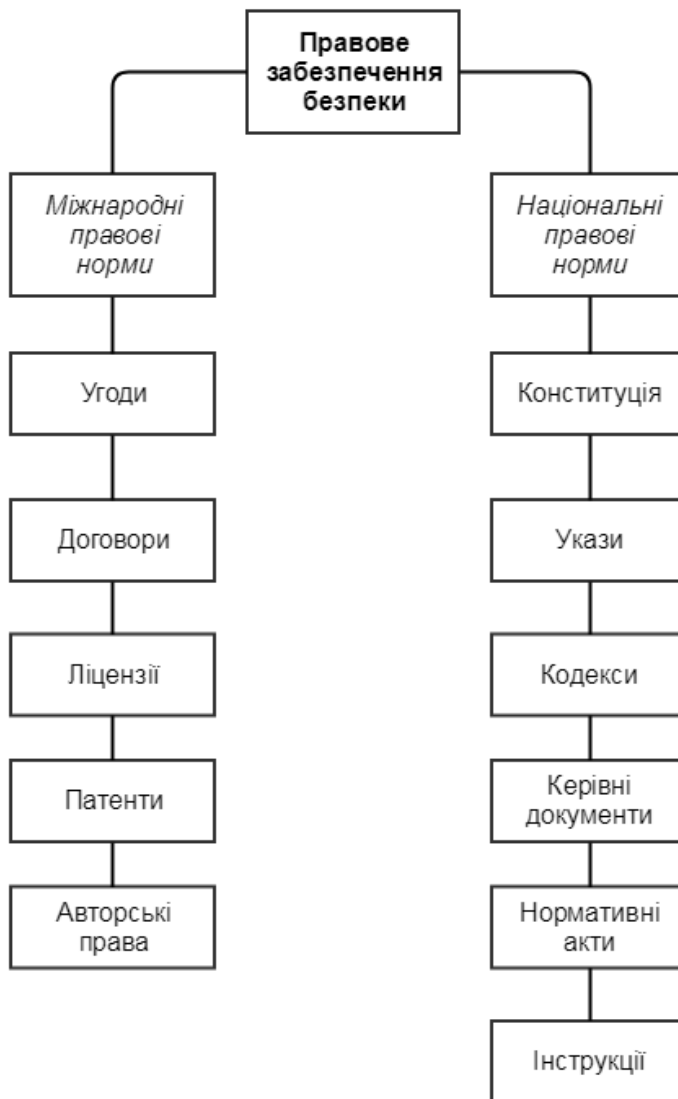 Правове
забезпечення
безпеки
Міжнародні
правові
норми
Національні
правові
норми
Угоди
Конституція
Договори
Укази
Ліцензії
Кодекси
Патенти
Керівні
документи
Авторські
права
Нормативні
акти
Інструкції